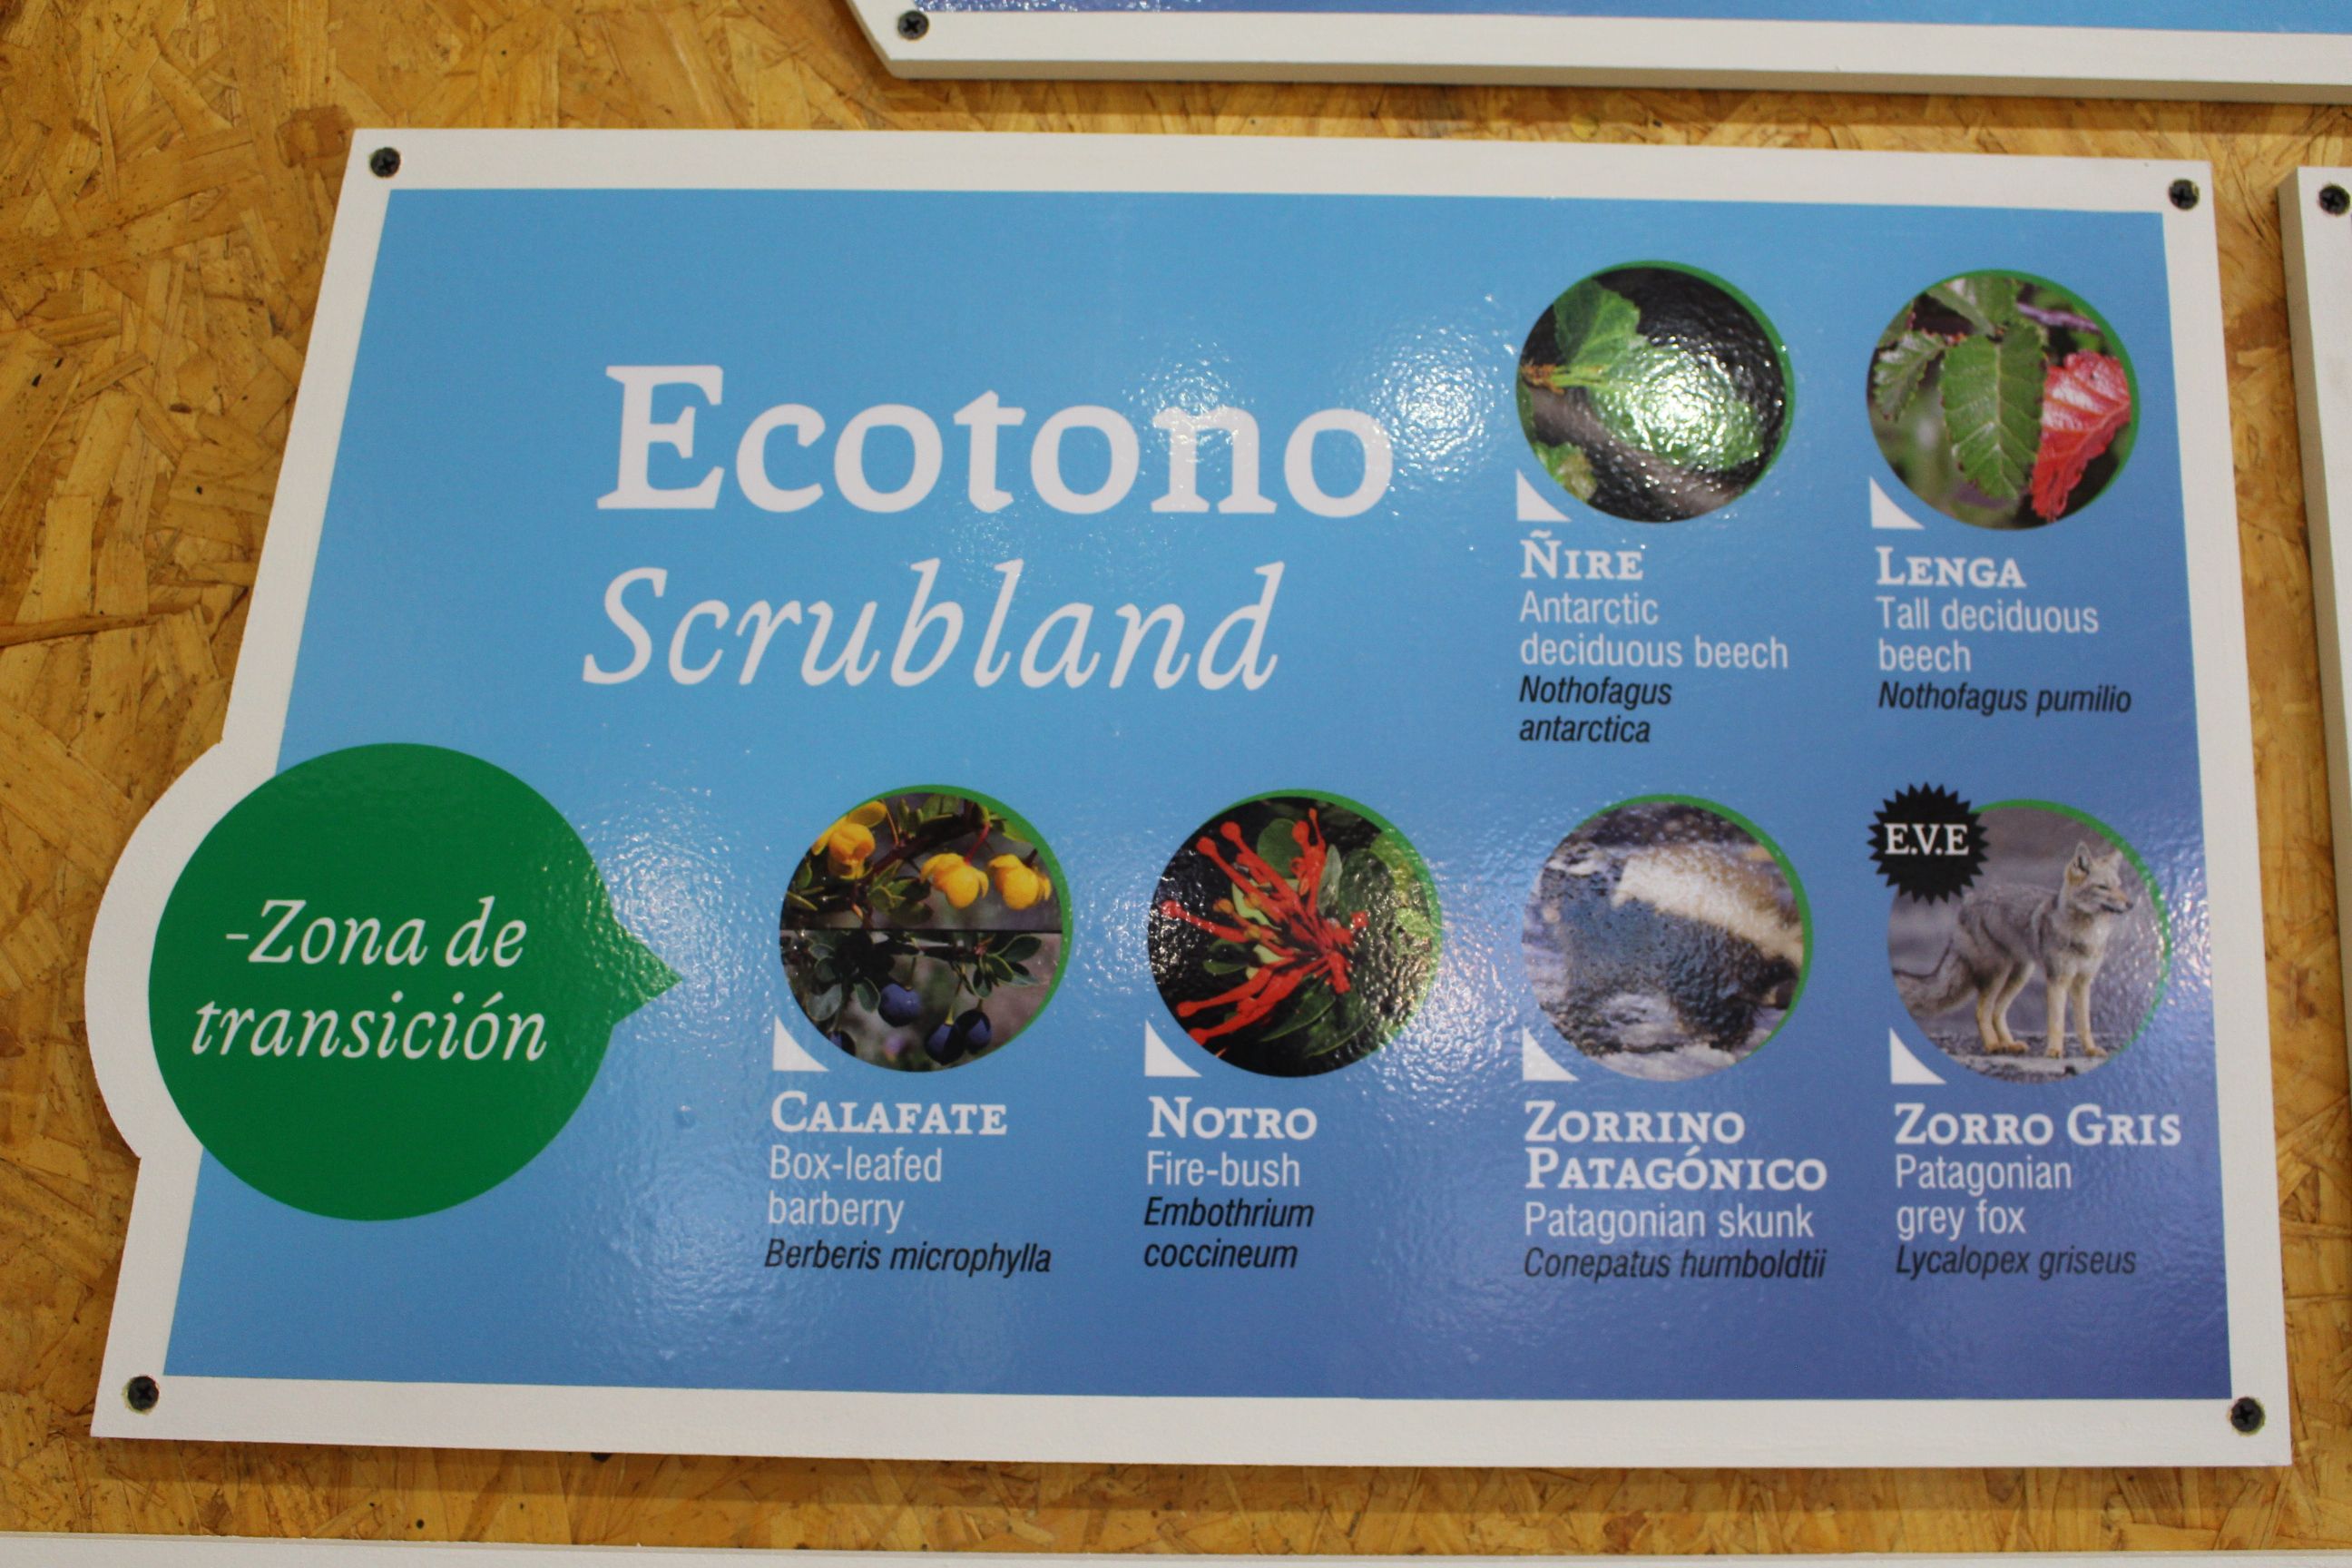 Ecotono
Scrubland
ÑIRE
Antarctic
deciduous beech
Nothofagus
antarctica
LENGA
Tall deciduous
beech
Nothofagus pumilio
-Zona de
transición
CALAFATE
Box-leafed
barberry
Berberis microphylla
NOTRO
Fire-bush
Embothrium
coccineum
ZORRINO
PATAGÓNICO
Patagonian skunk
Conepatus humboldtii
E.V.E
ZORRO GRIS
Patagonian
grey fox
Lycalopex griseus